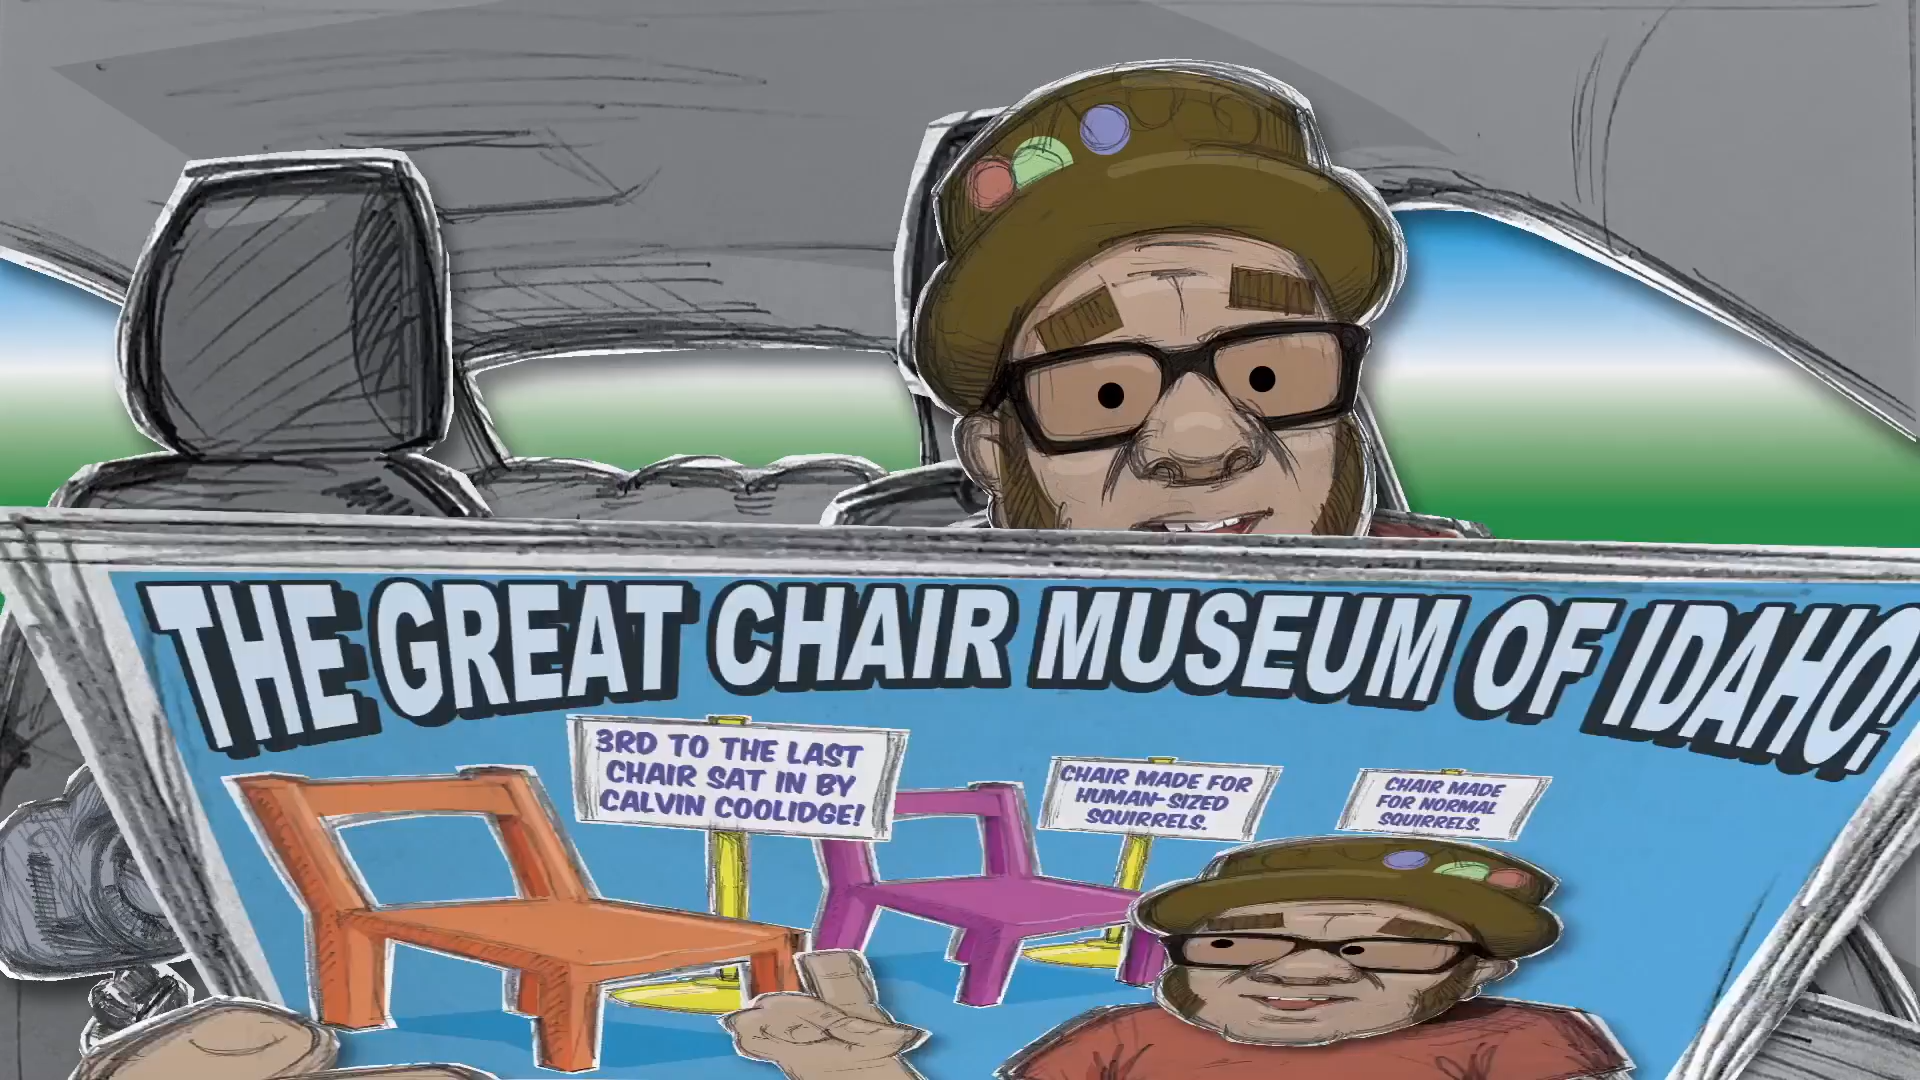 THE GREAT CHAIR MUSEUM OF IDAHO!
3RD TO THE LAST
CHAIR SAT IN BY
CALVIN COOLIDGE!
CHAIR MADE FOR
HUMAN-SIZED
SQUIRRELS.
CHAIR MADE
FOR NORMAL
SQUIRRELS.